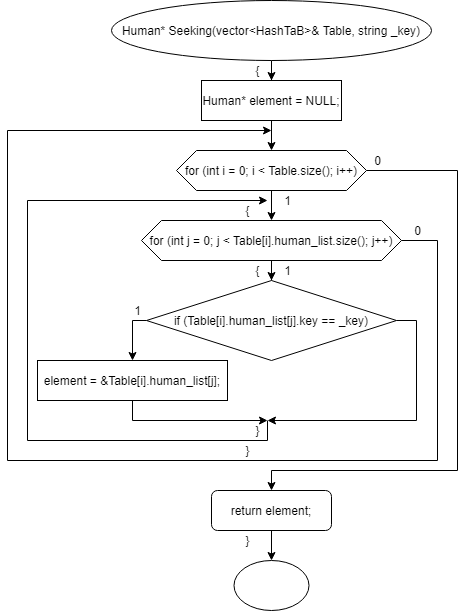 Human* Seeking(vector<HashTaB>& Table, string _key)
{
Human* element = NULL;
0
for (int i = 0; i < Table.size(); i++)
1
{
0
for (int j = 0; j < Table[i].human_list.size(); j++)
{ 1
1
if (Table[i].human_list[j].key == _key)
element = &Table[i].human_list[j];
}
}
return element;
}